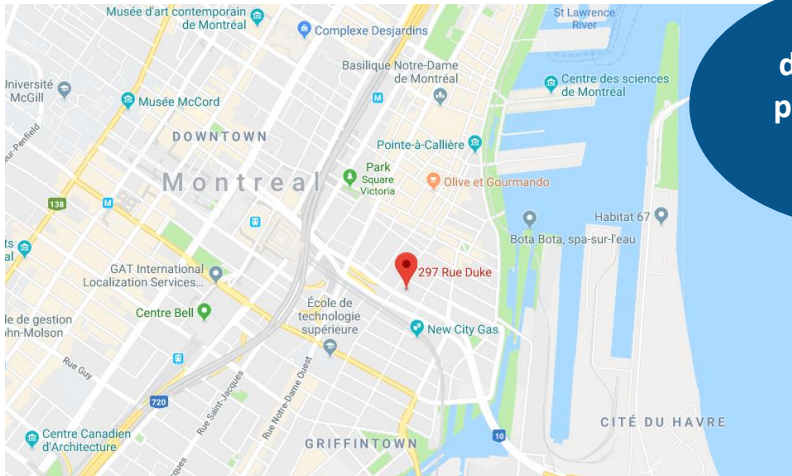 Musée d'art contemporain
de Montréal
Complexe Desjardins
St Lawrence
River
Basilique Notre-Dame
de Montréal
Université
McGill
Musée McCord
Centre des sciences
de Montréal
DOWNTOWN
Pointe-à-Callière
Park
Square
Victoria
Montreal
Olive et Gourmando
138
Habitat 67
Bota Bota, spa-sur-l'eau
GAT International
Localization Services...
297 Rue Duke
École de
technologie
supérieure
Centre Bell
New City Gas
Rue Guy
720
Rue Saint-Jacques
Rue Notre-Dame Ouest
CITÉ DU HAVRE
10
Centre Canadien
d'Architecture
GRIFFINTOWN